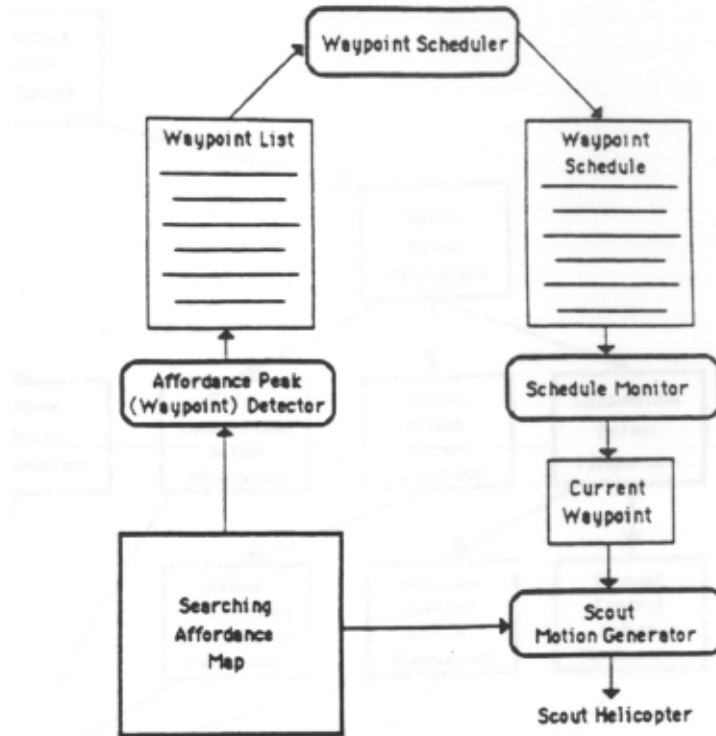 Waypoint Scheduler
Waypoint List
Waypoint
Schedule
Affordance Peak
(Waypoint) Detector
Schedule Monitor
Current
Waypoint
Searching
Affordance
Map
Scout
Motion Generator
Scout Helicopter